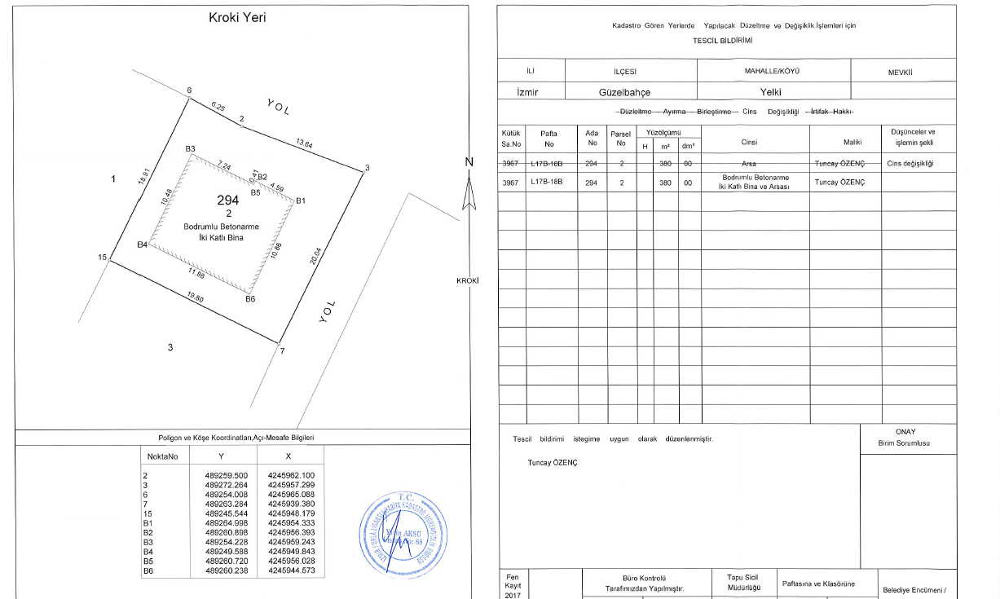 Kroki Yeri
6
6.25
YOL
2
13.64
3
B3
7.24
0.41
B2
4.59
B5
B1
1
18.91
10.48
294
2
Bodrumlu Betonarme
İki Katlı Bina
B4
10.86
20.04
15
11.88
B6
19.80
YOL
7
3
N
KROKİ
Poligon ve Köşe Koordinatları,Açı-Mesafe Bilgileri
NoktaNo Y X
2 489259.500 4245962.100
3 489272.264 4245957.299
6 489254.008 4245965.088
7 489263.284 4245939.380
15 489245.544 4245948.179
B1 489264.998 4245954.333
B2 489260.898 4245956.393
B3 489254.228 4245959.243
B4 489249.588 4245949.843
B5 489260.720 4245956.028
B6 489260.238 4245944.573
T.C.
AKSU
Kadastro Gören Yerlerde Yapılacak Düzeltme ve Değişiklik İşlemleri için
TESCİL BİLDİRİMİ
İLİ İLÇESİ MAHALLE/KÖYÜ MEVKİİ
İzmir Güzelbahçe Yelki
Düzleltme Ayırma Birleştirme Cins Değişikliği İrtifak Hakkı
Kütük Sa.No Pafta No Ada No Parsel No Yüzölçümü H m² dm² Cinsi Maliki Düşünceler ve işlemin şekli
3967 L17B-18B 294 2 380 00 Arsa Tuncay ÖZENÇ Cins değişikliği
3967 L17B-18B 294 2 380 00 Bodrumlu Betonarme İki Katlı Bina ve Arsası Tuncay ÖZENÇ
Tescil bildirimi istegime uygun olarak düzenlenmiştir.
Tuncay ÖZENÇ
ONAY
Birim Sorumlusu
Fen Kayıt 2017
Büro Kontrolü
Tarafımızdan Yapılmıştır.
Tapu Sicil Müdürlüğü
Paftasına ve Klasörüne
Belediye Encümeni /